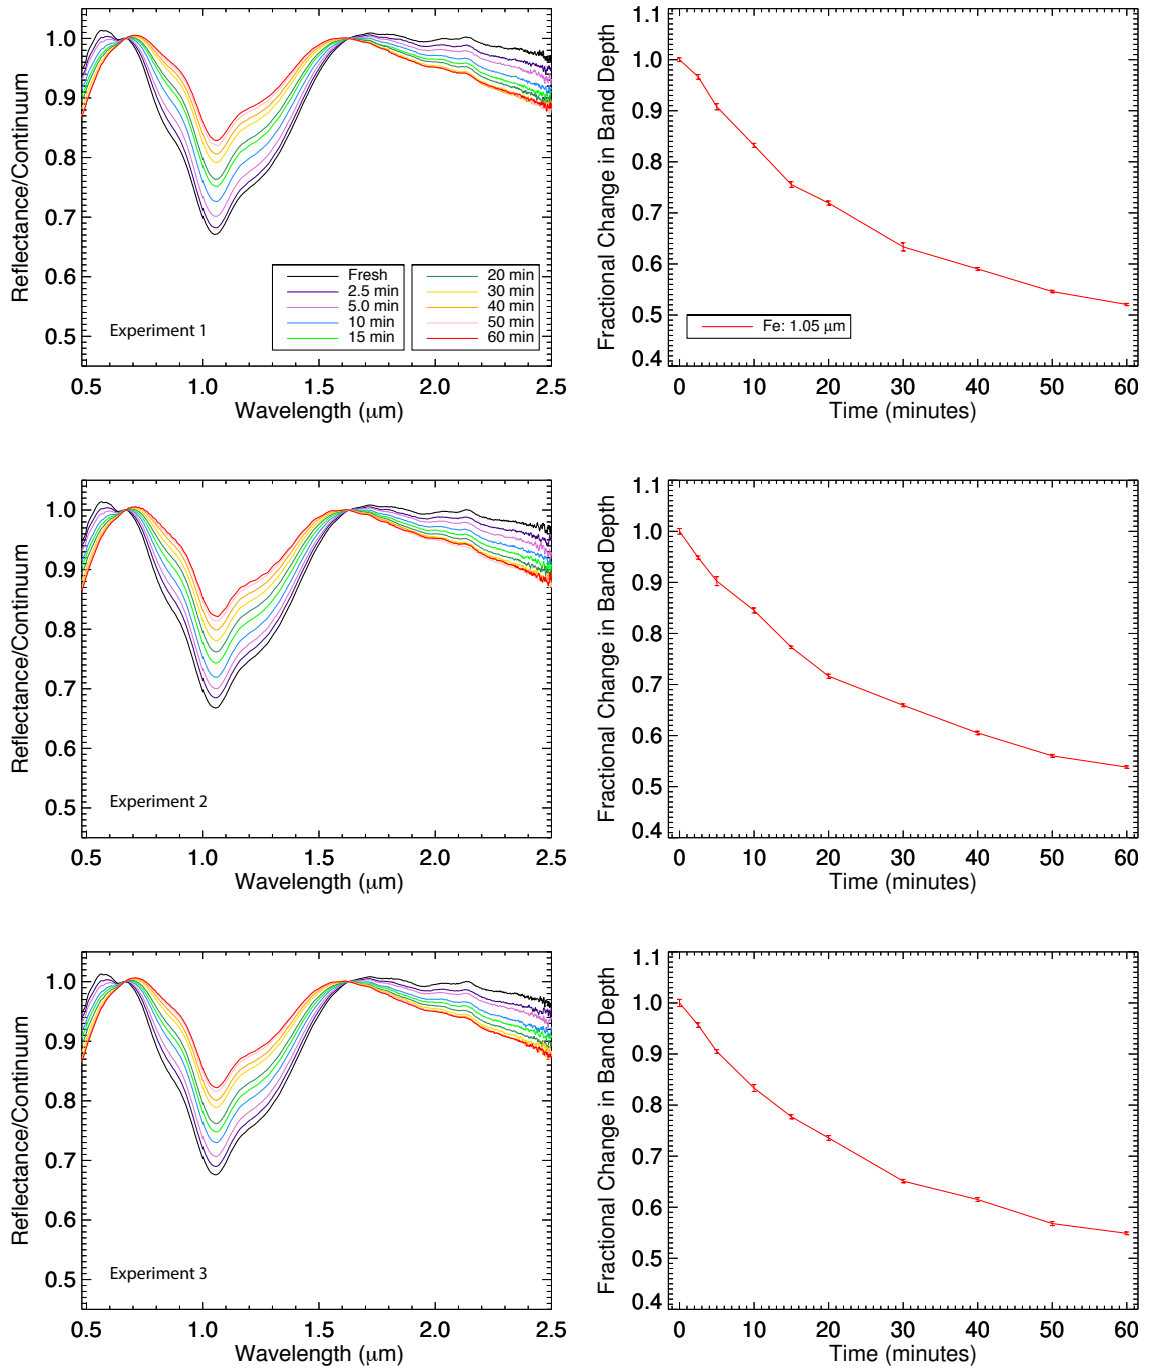 Reflectance/Continuum
1.0
0.9
0.8
0.7
0.6
0.5
Fresh
2.5 min
5.0 min
10 min
15 min
20 min
30 min
40 min
50 min
60 min
Experiment 1
0.5 1.0 1.5 2.0 2.5
Wavelength (μm)
Fractional Change in Band Depth
1.1
1.0
0.9
0.8
0.7
0.6
0.5
0.4
Fe: 1.05 μm
0 10 20 30 40 50 60
Time (minutes)
Reflectance/Continuum
1.0
0.9
0.8
0.7
0.6
0.5
Experiment 2
0.5 1.0 1.5 2.0 2.5
Wavelength (μm)
Fractional Change in Band Depth
1.1
1.0
0.9
0.8
0.7
0.6
0.5
0.4
0 10 20 30 40 50 60
Time (minutes)
Reflectance/Continuum
1.0
0.9
0.8
0.7
0.6
0.5
Experiment 3
0.5 1.0 1.5 2.0 2.5
Wavelength (μm)
Fractional Change in Band Depth
1.1
1.0
0.9
0.8
0.7
0.6
0.5
0.4
0 10 20 30 40 50 60
Time (minutes)